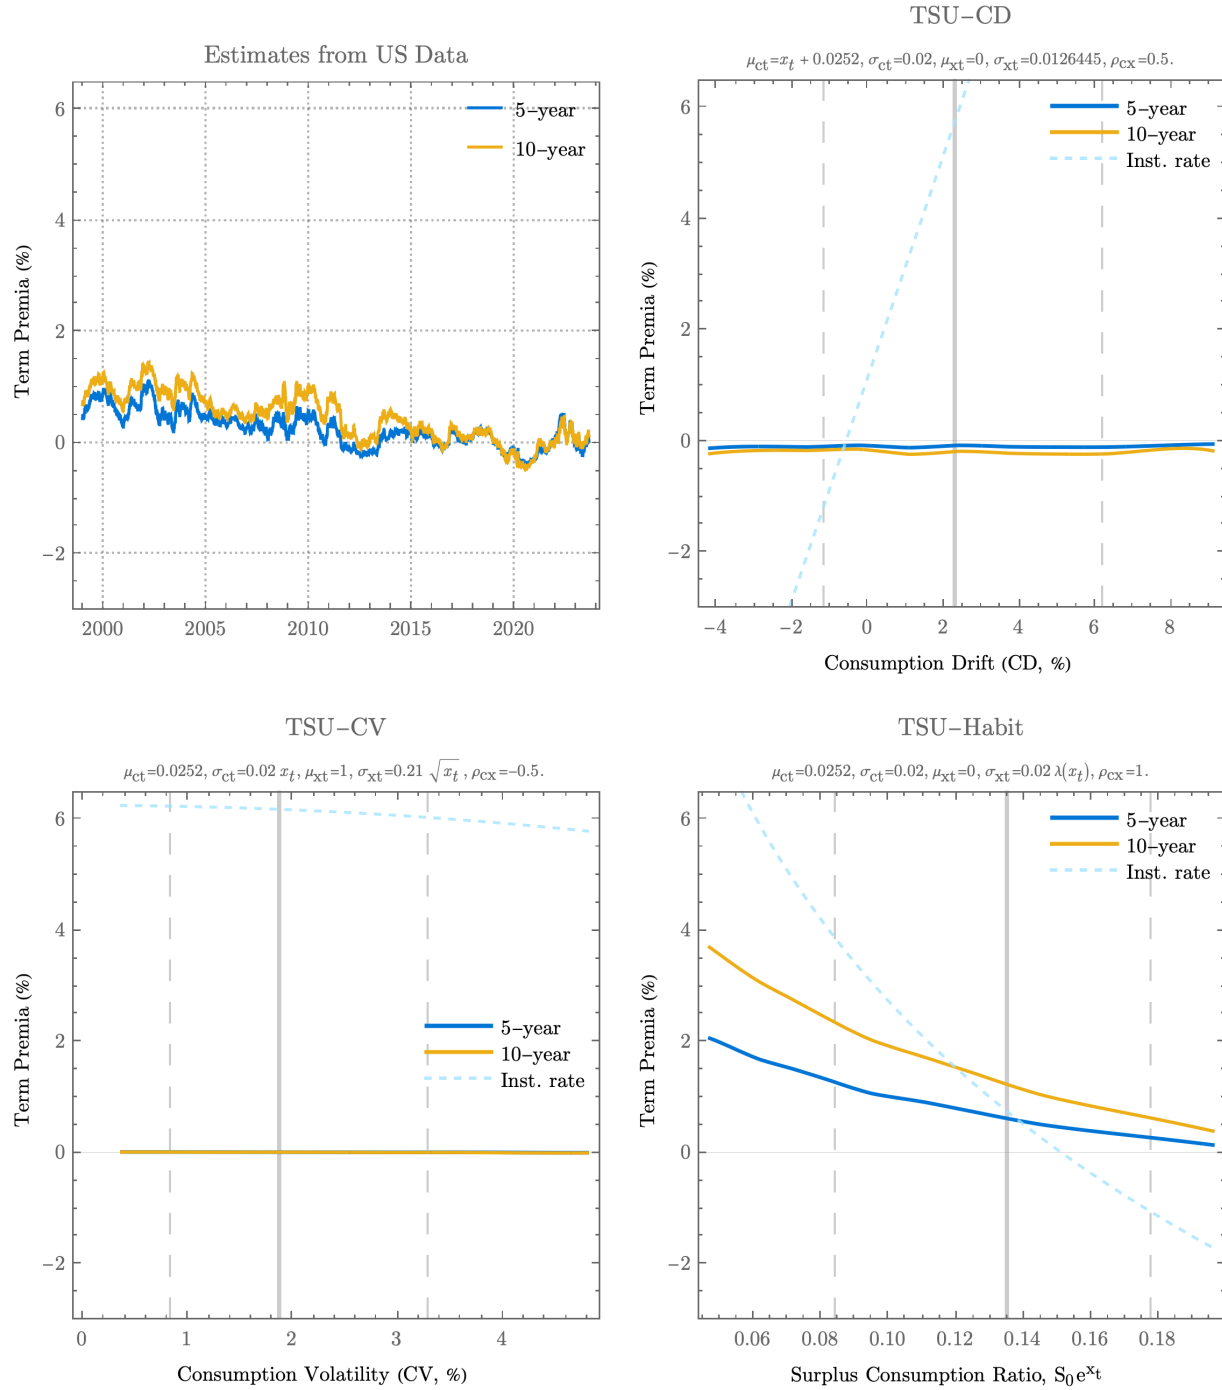 Estimates from US Data
5−year
10−year
Term Premia (%)
6
4
2
0
−2
2000
2005
2010
2015
2020
TSU−CD
μct=xt + 0.0252, σct=0.02, μxt=0, σxt=0.0126445, ρcx=0.5.
5−year
10−year
Inst. rate
Term Premia (%)
6
4
2
0
−2
−4
−2
0
2
4
6
8
Consumption Drift (CD, %)
TSU−CV
μct=0.0252, σct=0.02 xt, μxt=1, σxt=0.21 √xt , ρcx=−0.5.
5−year
10−year
Inst. rate
Term Premia (%)
6
4
2
0
−2
0
1
2
3
4
Consumption Volatility (CV, %)
TSU−Habit
μct=0.0252, σct=0.02, μxt=0, σxt=0.02 λ(xt), ρcx=1.
5−year
10−year
Inst. rate
Term Premia (%)
6
4
2
0
−2
0.06
0.08
0.10
0.12
0.14
0.16
0.18
Surplus Consumption Ratio, S0 e^xt